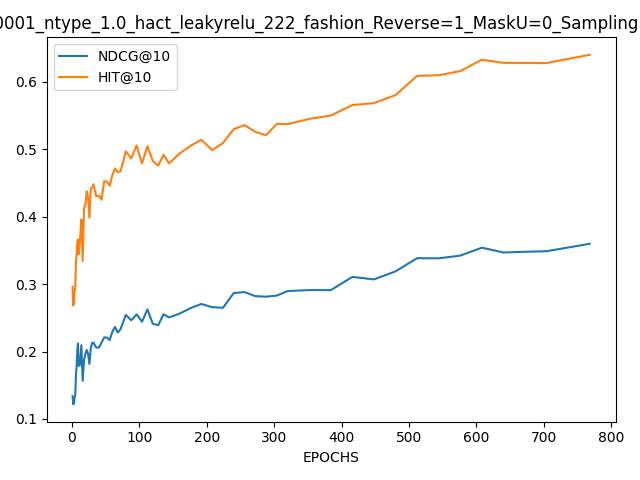 0001_ntype_1.0_hact_leakyrelu_222_fashion_Reverse=1_MaskU=0_Sampling
NDCG@10
HIT@10
0.6
0.5
0.4
0.3
0.2
0.1
0 100 200 300 400 500 600 700 800
EPOCHS